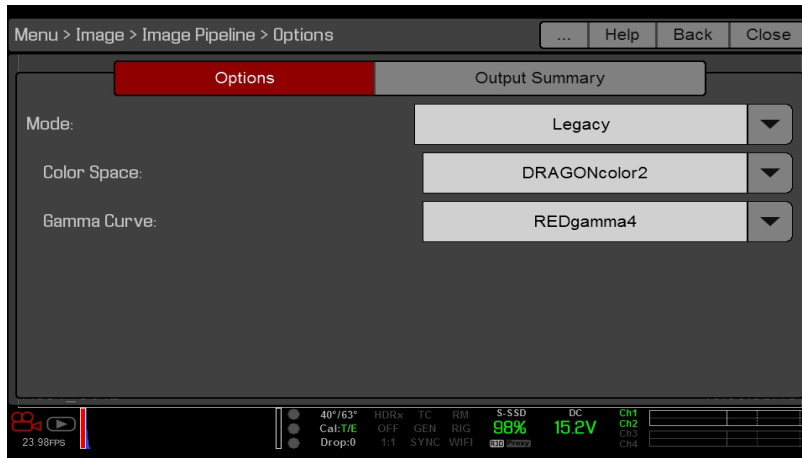 Menu > Image > Image Pipeline > Options
... Help Back Close
Options Output Summary
Mode: Legacy
Color Space: DRAGONcolor2
Gamma Curve: REDgamma4
40°/63° HDRx TC RM S-SSD DC Ch1
Cal:T/E OFF GEN RIG 98% 15.2V Ch2
Drop:0 1:1 SYNC WIFI R3D Proxy Ch3
23.98FPS Ch4